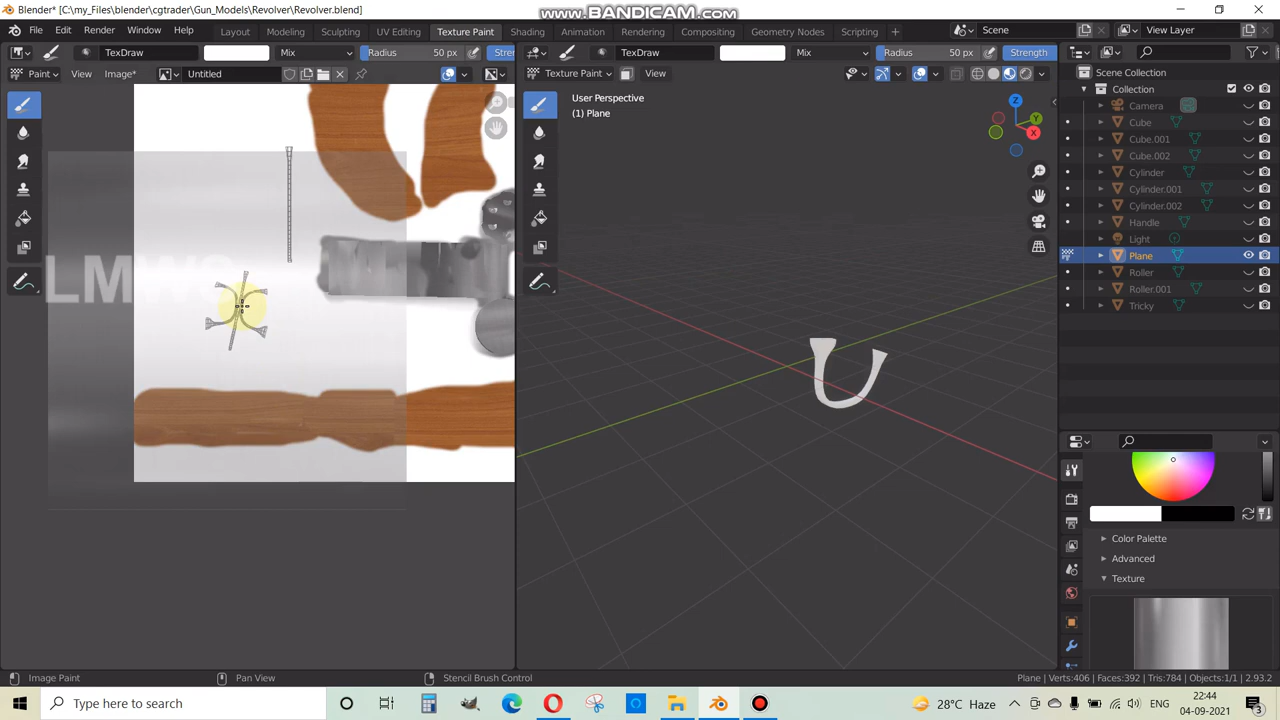 www.BANDICAM.com
Blender* [C:\my_Files\blender\cgtrader\Gun_Models\Revolver\Revolver.blend]
File Edit Render Window Help Layout Modeling Sculpting UV Editing Texture Paint Shading Animation Rendering Compositing Geometry Nodes Scripting + Scene View Layer
TexDraw Mix Radius 50 px TexDraw Mix Radius 50 px Strength
Paint View Image* Untitled Texture Paint View
Scene Collection
Collection
Camera
Cube
Cube.001
Cube.002
Cylinder
Cylinder.001
Cylinder.002
Handle
Light
Plane
Roller
Roller.001
Tricky
User Perspective
(1) Plane
Z
Y
X
LMWS
Color Palette
Advanced
Texture
Image Paint Pan View Stencil Brush Control Plane | Verts:406 | Faces:392 | Tris:784 | Objects:1/1 | 2.93.2
Type here to search 28°C Haze ENG 22:44 04-09-2021 3